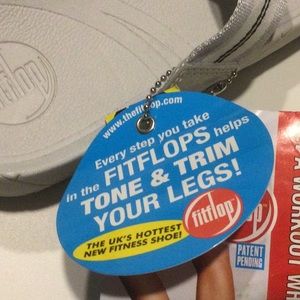 fitflop
www.thefitflop.com
Every step you take
in the FITFLOPS helps
TONE & TRIM
YOUR LEGS!
THE UK'S HOTTEST
NEW FITNESS SHOE!
fitflop
PATENT
PENDING
WORKOUT